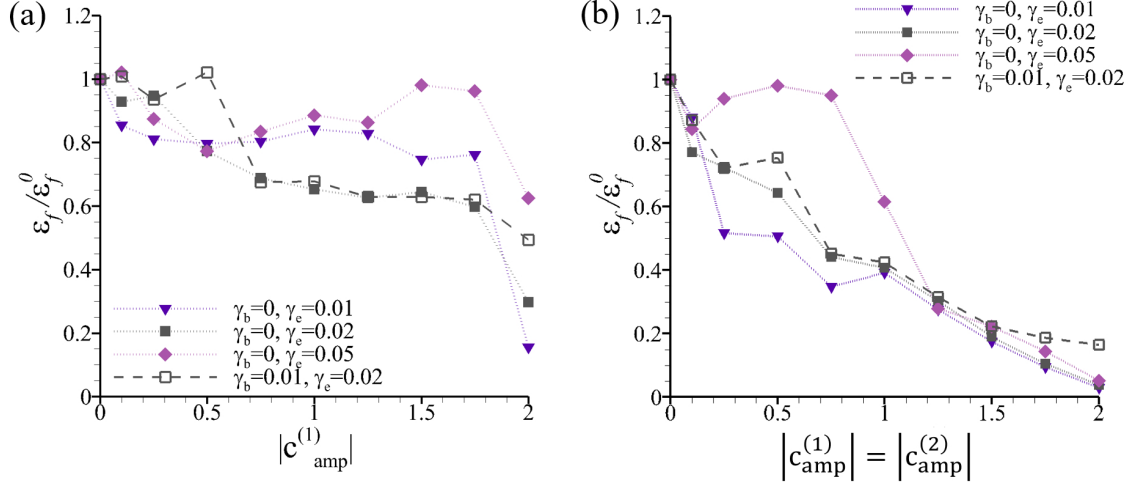 (a)
1.2
1
0.8
0.6
0.4
0.2
0
ε_f/ε_f^0
γ_b=0, γ_e=0.01
γ_b=0, γ_e=0.02
γ_b=0, γ_e=0.05
γ_b=0.01, γ_e=0.02
0 0.5 1 1.5 2
|c^(1)_amp|
(b)
1.2
1
0.8
0.6
0.4
0.2
0
ε_f/ε_f^0
γ_b=0, γ_e=0.01
γ_b=0, γ_e=0.02
γ_b=0, γ_e=0.05
γ_b=0.01, γ_e=0.02
0 0.5 1 1.5 2
|c^(1)_amp| = |c^(2)_amp|